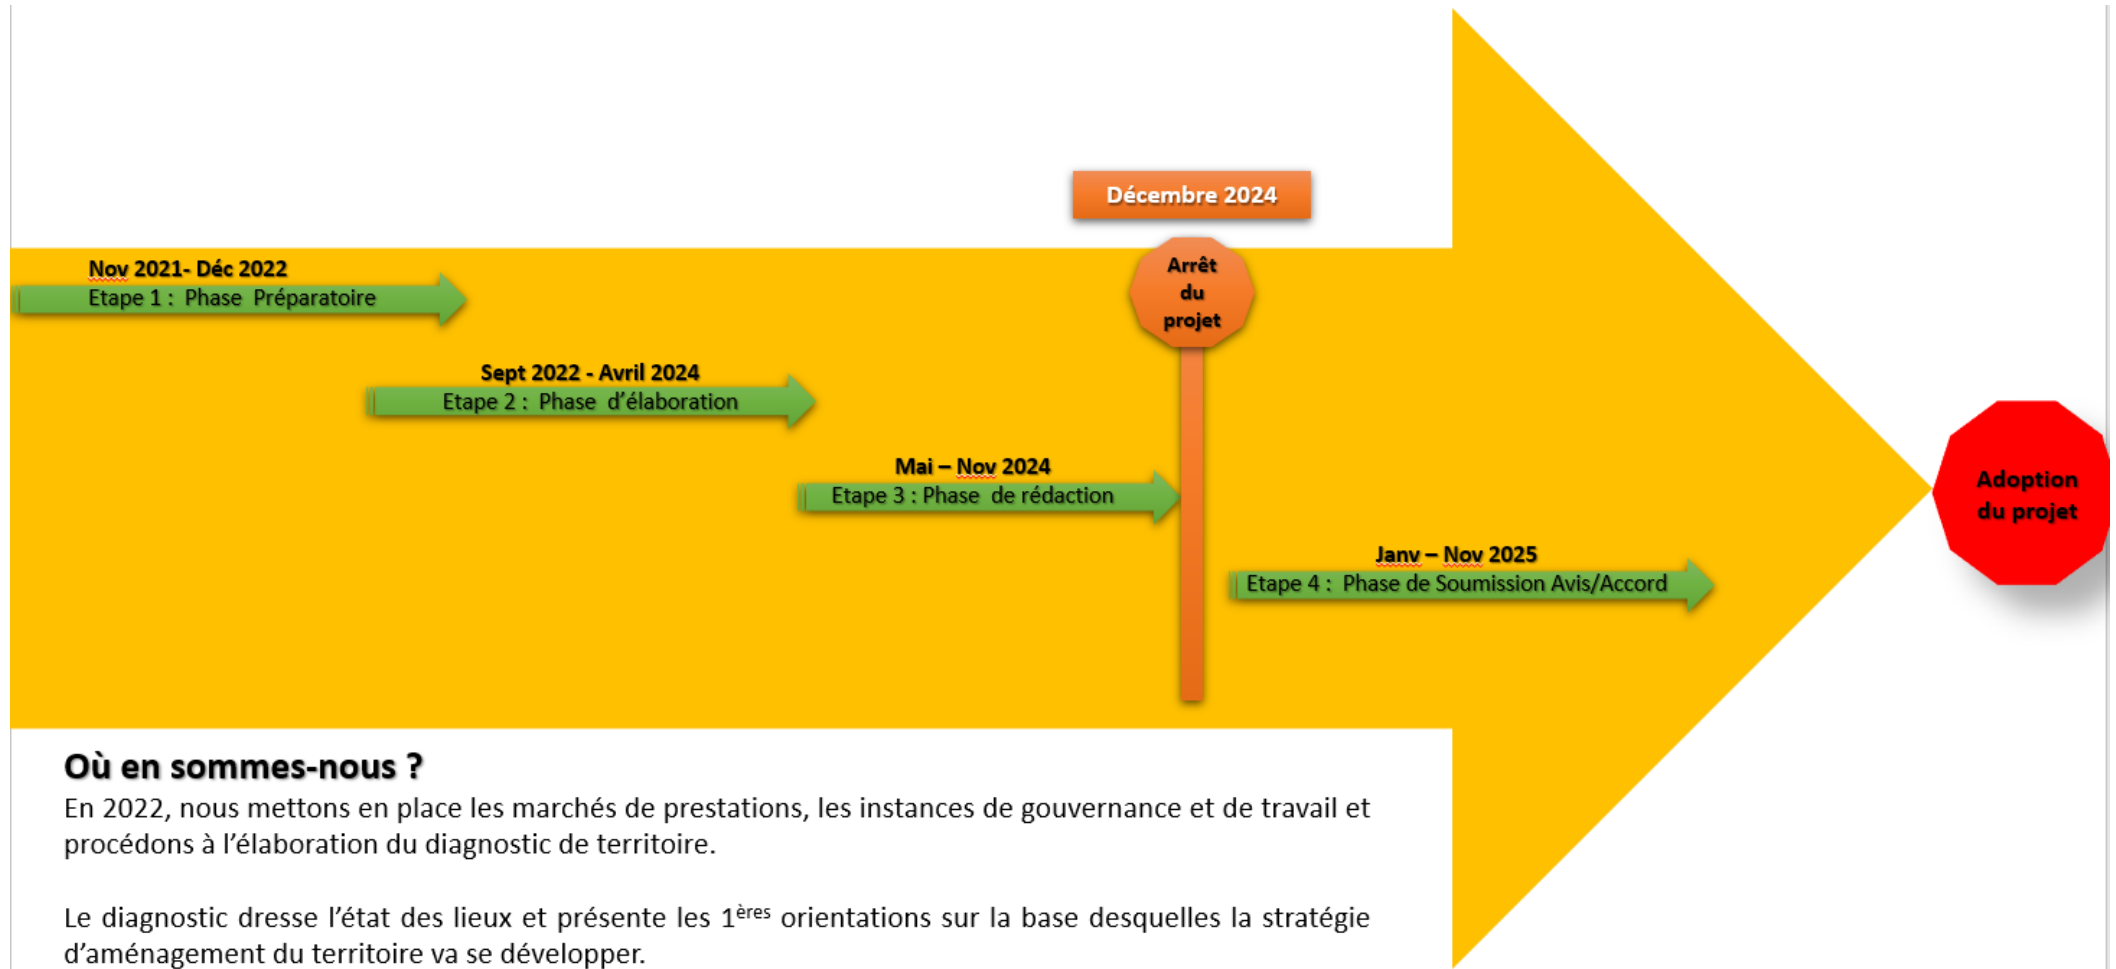 Décembre 2024
Arrêt
du
projet
Nov 2021- Déc 2022
Etape 1 : Phase Préparatoire
Sept 2022 - Avril 2024
Etape 2 : Phase d’élaboration
Mai – Nov 2024
Etape 3 : Phase de rédaction
Janv – Nov 2025
Etape 4 : Phase de Soumission Avis/Accord
Adoption
du projet
Où en sommes-nous ?
En 2022, nous mettons en place les marchés de prestations, les instances de gouvernance et de travail et
procédons à l’élaboration du diagnostic de territoire.
Le diagnostic dresse l’état des lieux et présente les 1ères orientations sur la base desquelles la stratégie
d’aménagement du territoire va se développer.